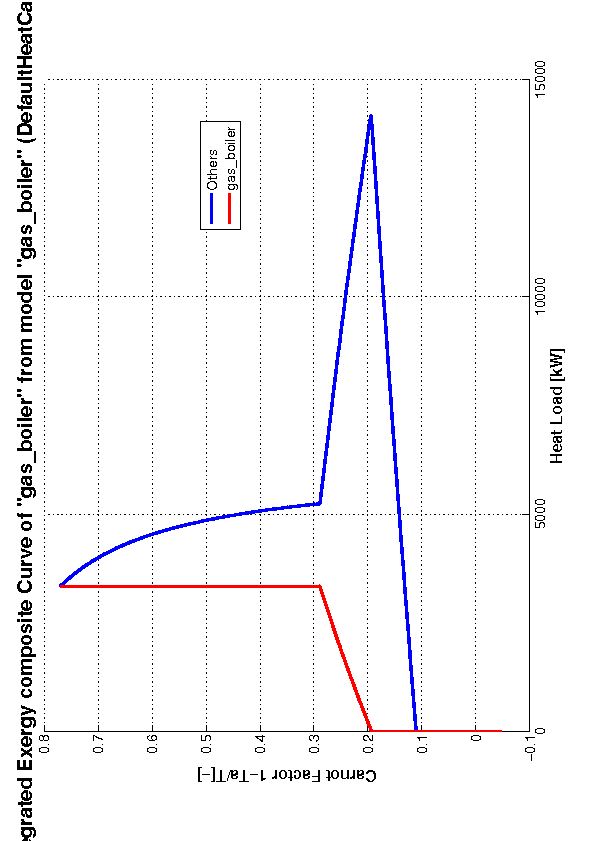 egrated Exergy composite Curve of "gas_boiler" from model "gas_boiler" (DefaultHeatCa
0.8
0.7
0.6
0.5
0.4
0.3
0.2
0.1
0
−0.1
Carnot Factor 1−Ta/T[−]
0
5000
10000
15000
Heat Load [kW]
Others
gas_boiler